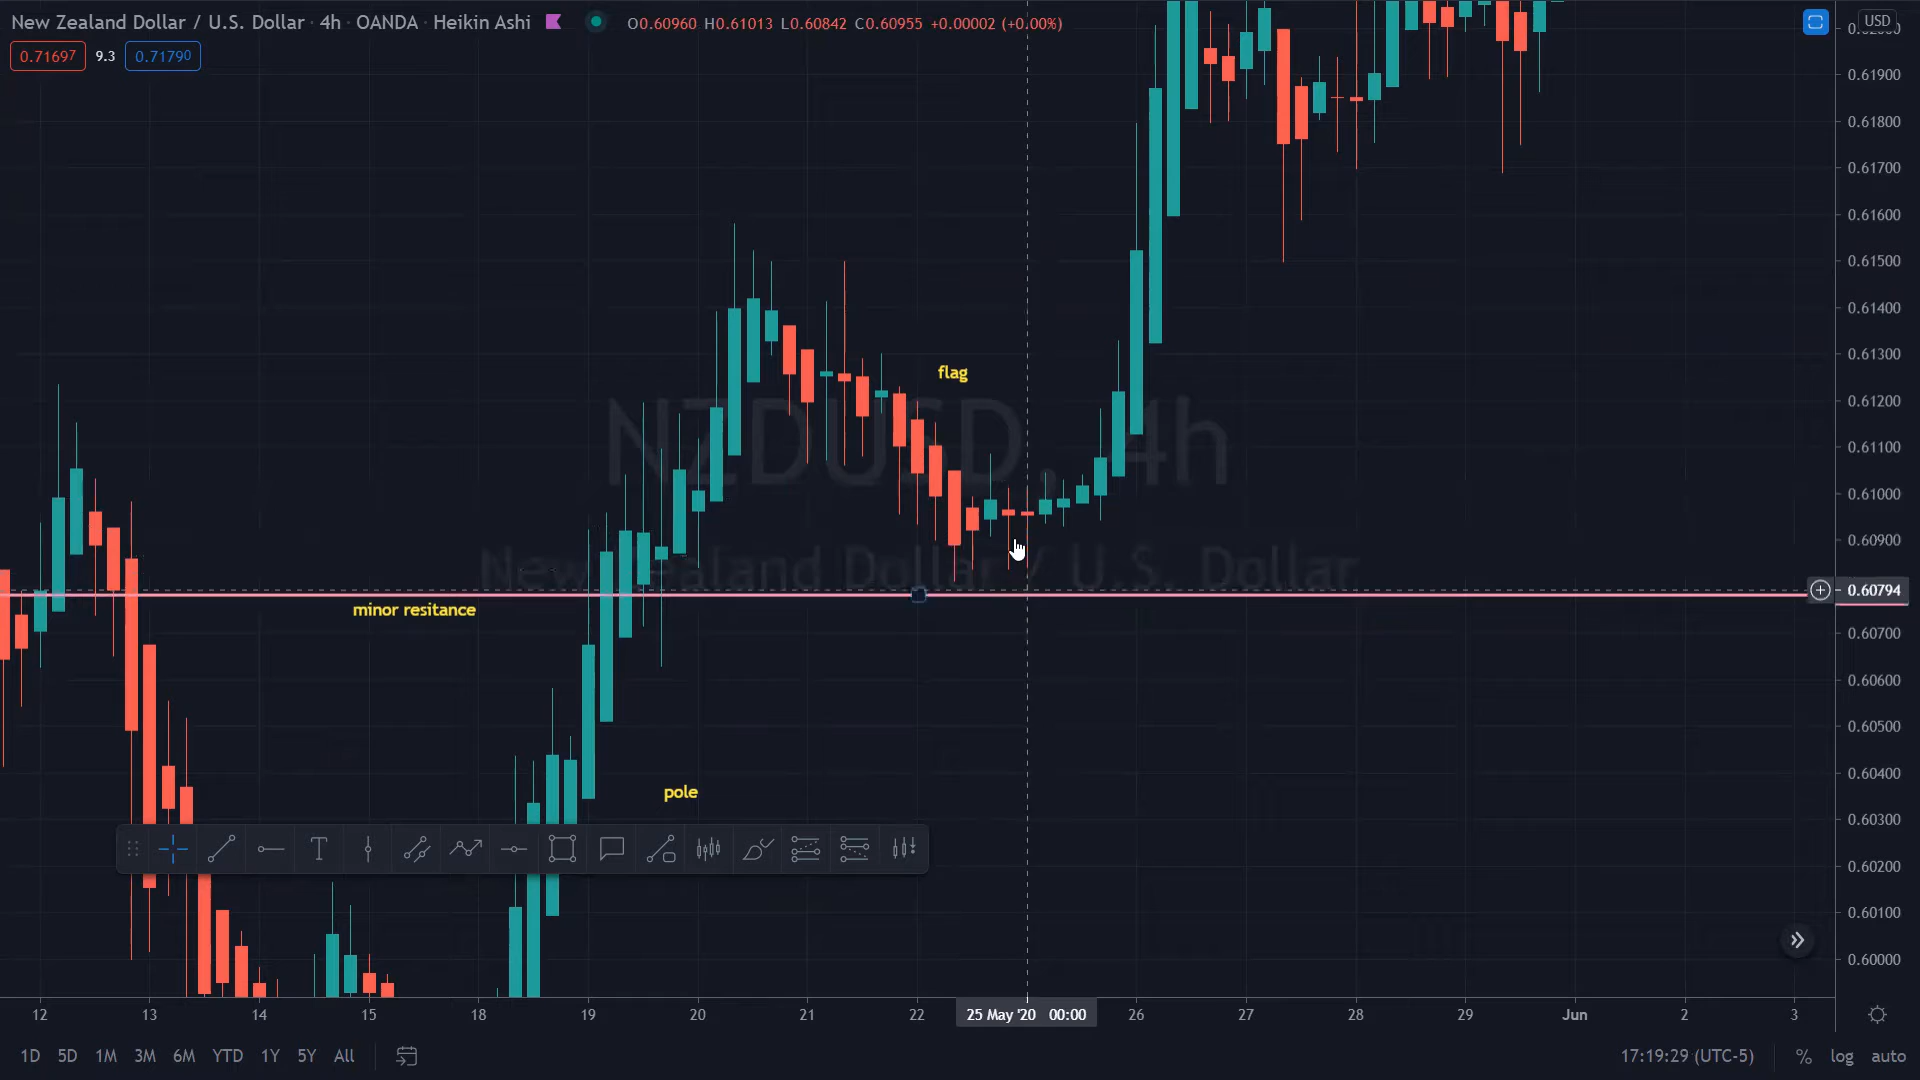 New Zealand Dollar / U.S. Dollar · 4h · OANDA · Heikin Ashi O0.60960 H0.61013 L0.60842 C0.60955 +0.00002 (+0.00%)
USD
0.71697 9.3 0.71790
0.61900
0.61800
0.61700
0.61600
0.61500
0.61400
0.61300
flag
0.61200
NZDUSD, 4h
0.61100
0.61000
0.60900
New Zealand Dollar / U.S. Dollar
0.60794
minor resitance
0.60700
0.60600
0.60500
0.60400
pole
0.60300
0.60200
0.60100
0.60000
12 13 14 15 18 19 20 21 22 25 May '20 00:00 26 27 28 29 Jun 2 3
1D 5D 1M 3M 6M YTD 1Y 5Y All 17:19:29 (UTC-5) % log auto